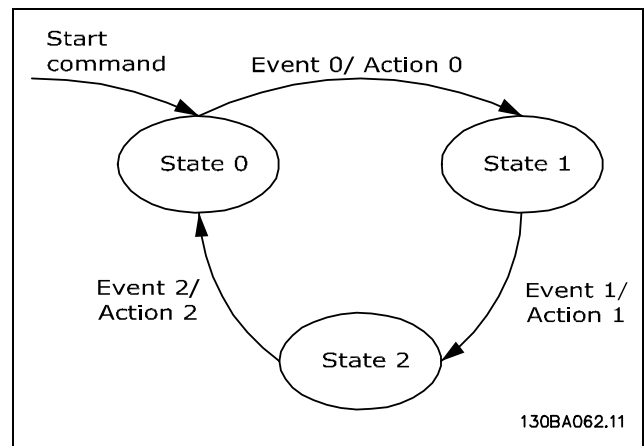 Start
command
Event 0/ Action 0
State 0
State 1
Event 2/
Action 2
Event 1/
Action 1
State 2
130BA062.11